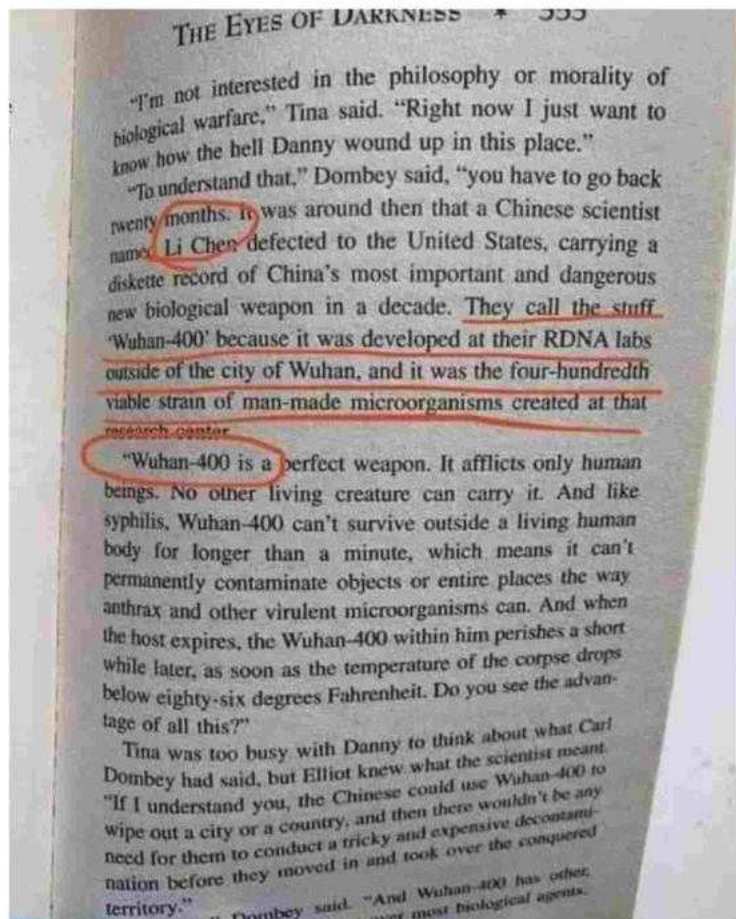 THE EYES OF DARKNESS
"I'm not interested in the philosophy or morality of
biological warfare," Tina said. "Right now I just want to
know how the hell Danny wound up in this place."
"To understand that," Dombey said, "you have to go back
twenty months. It was around then that a Chinese scientist
named Li Chen defected to the United States, carrying a
diskette record of China's most important and dangerous
new biological weapon in a decade. They call the stuff
'Wuhan-400' because it was developed at their RDNA labs
outside of the city of Wuhan, and it was the four-hundredth
viable strain of man-made microorganisms created at that
research center.
"Wuhan-400 is a perfect weapon. It afflicts only human
beings. No other living creature can carry it. And like
syphilis, Wuhan-400 can't survive outside a living human
body for longer than a minute, which means it can't
permanently contaminate objects or entire places the way
anthrax and other virulent microorganisms can. And when
the host expires, the Wuhan-400 within him perishes a short
while later, as soon as the temperature of the corpse drops
below eighty-six degrees Fahrenheit. Do you see the advan-
tage of all this?"
Tina was too busy with Danny to think about what Carl
Dombey had said, but Elliot knew what the scientist meant.
"If I understand you, the Chinese could use Wuhan-400 to
wipe out a city or a country, and then there wouldn't be any
need for them to conduct a tricky and expensive decontami-
nation before they moved in and took over the conquered
territory."
Dombey said. "And Wuhan-400 has other,
over most biological agents.